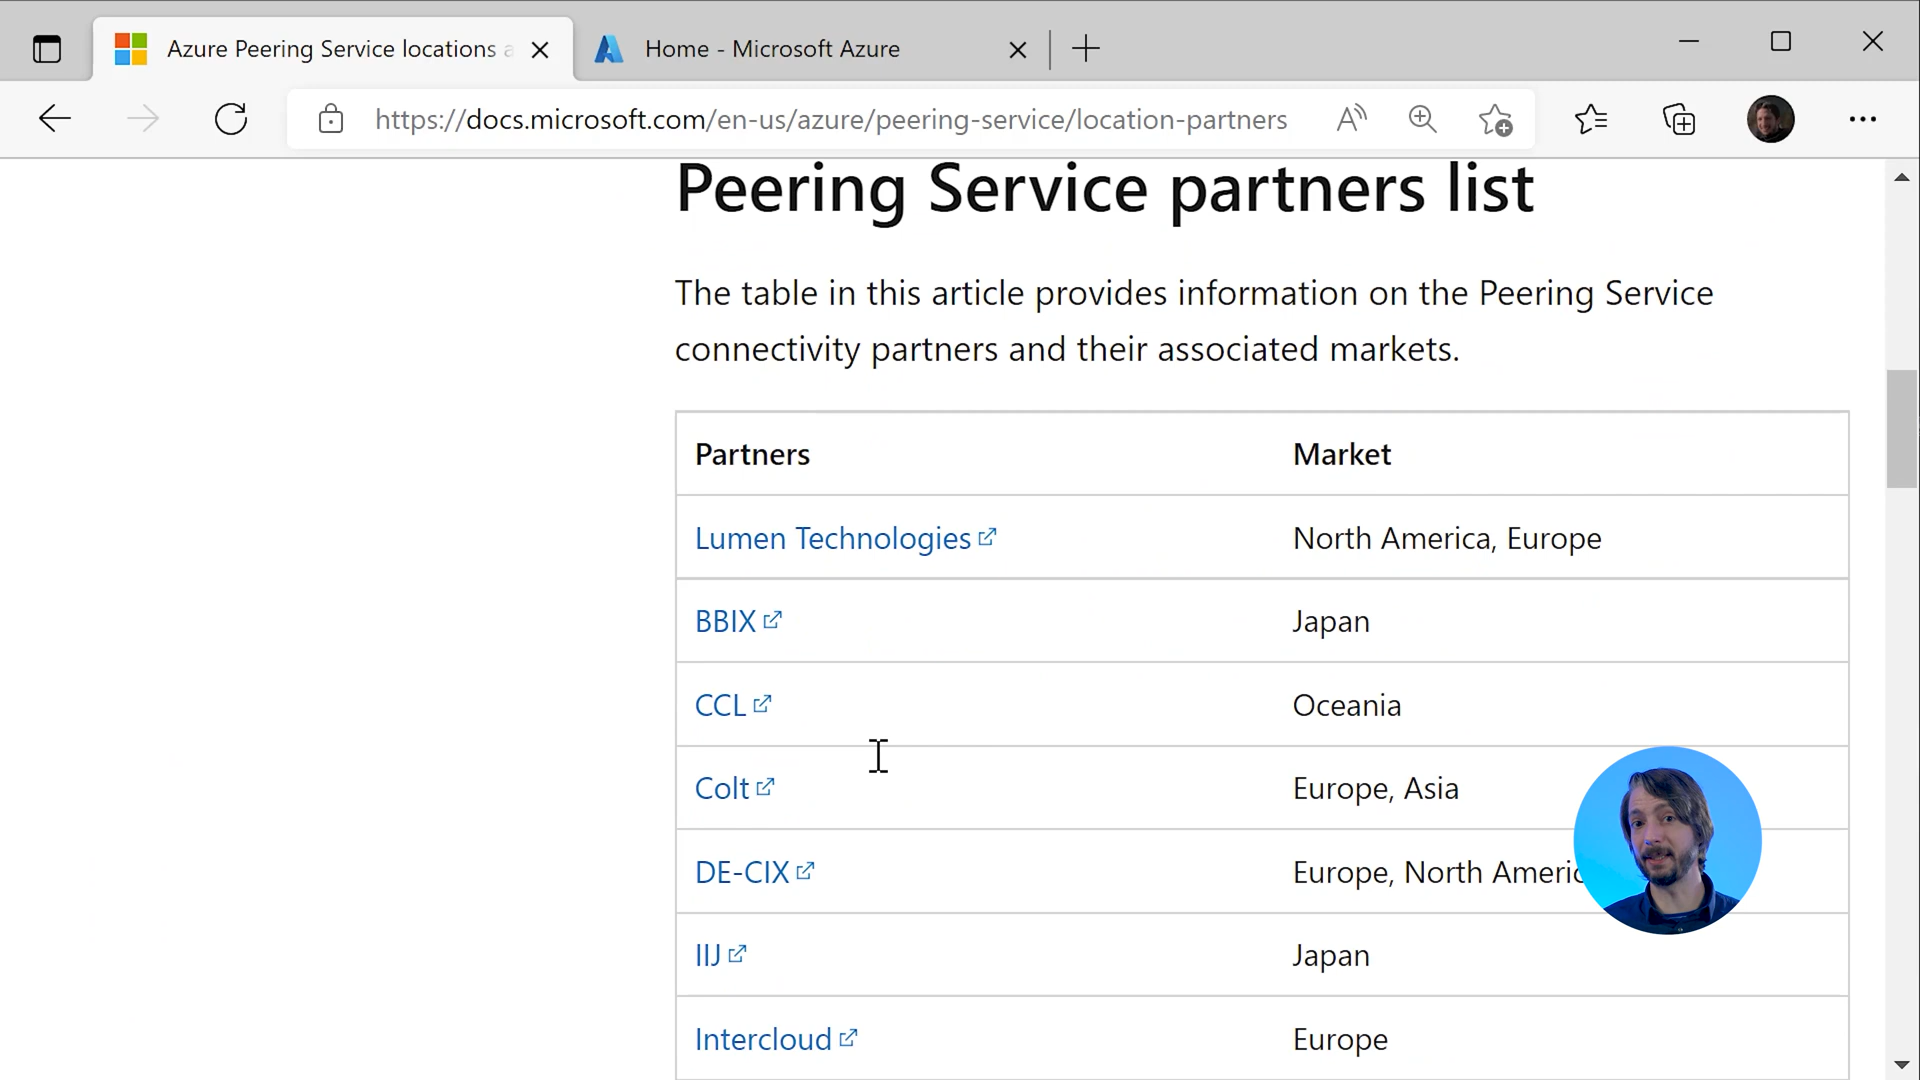 Azure Peering Service locations a
Home - Microsoft Azure
https://docs.microsoft.com/en-us/azure/peering-service/location-partners
Peering Service partners list
The table in this article provides information on the Peering Service
connectivity partners and their associated markets.
Partners Market
Lumen Technologies North America, Europe
BBIX Japan
CCL Oceania
Colt Europe, Asia
DE-CIX Europe, North Americ
IIJ Japan
Intercloud Europe